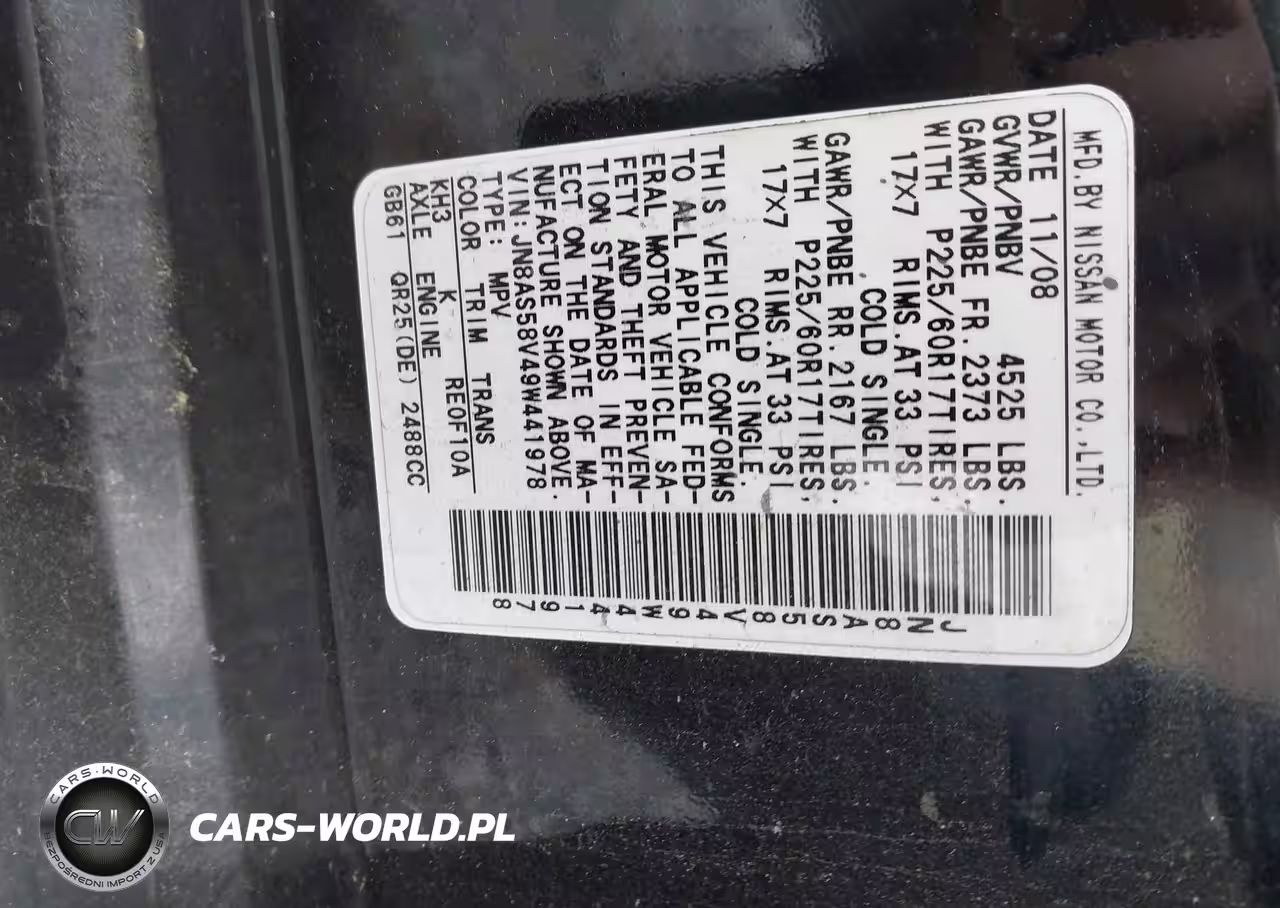 MFD.BY NISSAN MOTOR CO.,LTD.
DATE 11/08
GVWR/PNBV 4525 LBS.
GAWR/PNBE FR.2373 LBS.
WITH P225/60R17TIRES,
17X7 RIMS.AT 33 PSI
COLD SINGLE.
GAWR/PNBE RR.2167 LBS.
WITH P225/60R17TIRES,
17X7 RIMS.AT 33 PSI
COLD SINGLE.
THIS VEHICLE CONFORMS
TO ALL APPLICABLE FED-
ERAL MOTOR VEHICLE SA-
FETY AND THEFT PREVEN-
TION STANDARDS IN EFF-
ECT ON THE DATE OF MA-
NUFACTURE SHOWN ABOVE.
VIN:JN8AS58V49W441978
TYPE: MPV
COLOR TRIM TRANS
KH3 K- RE0F10A
AXLE ENGINE
GB61 QR25(DE) 2488CC
JN8AS58V49W441978
CARS-WORLD
CW
BEZPOŚREDNI IMPORT Z USA
CARS-WORLD.PL